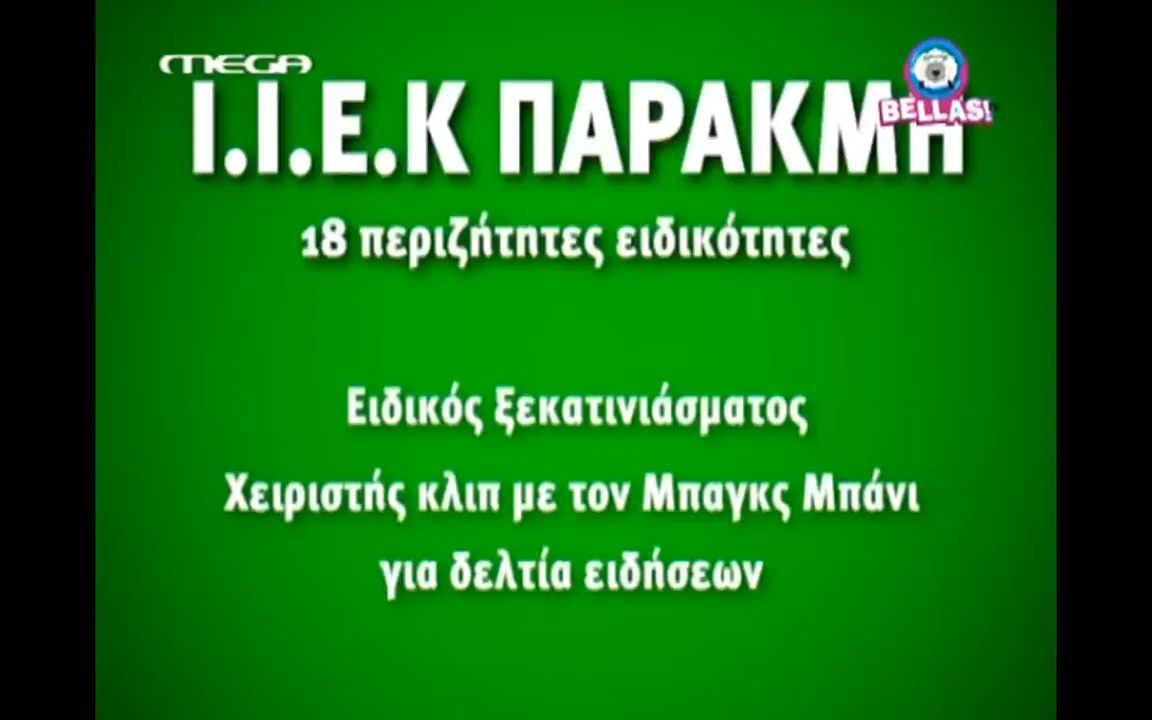 MEGA
BELLAS!
Ι.Ι.Ε.Κ ΠΑΡΑΚΜΗ
18 περιζήτητες ειδικότητες
Ειδικός ξεκατινιάσματος
Χειριστής κλιπ με τον Μπαγκς Μπάνι
για δελτία ειδήσεων